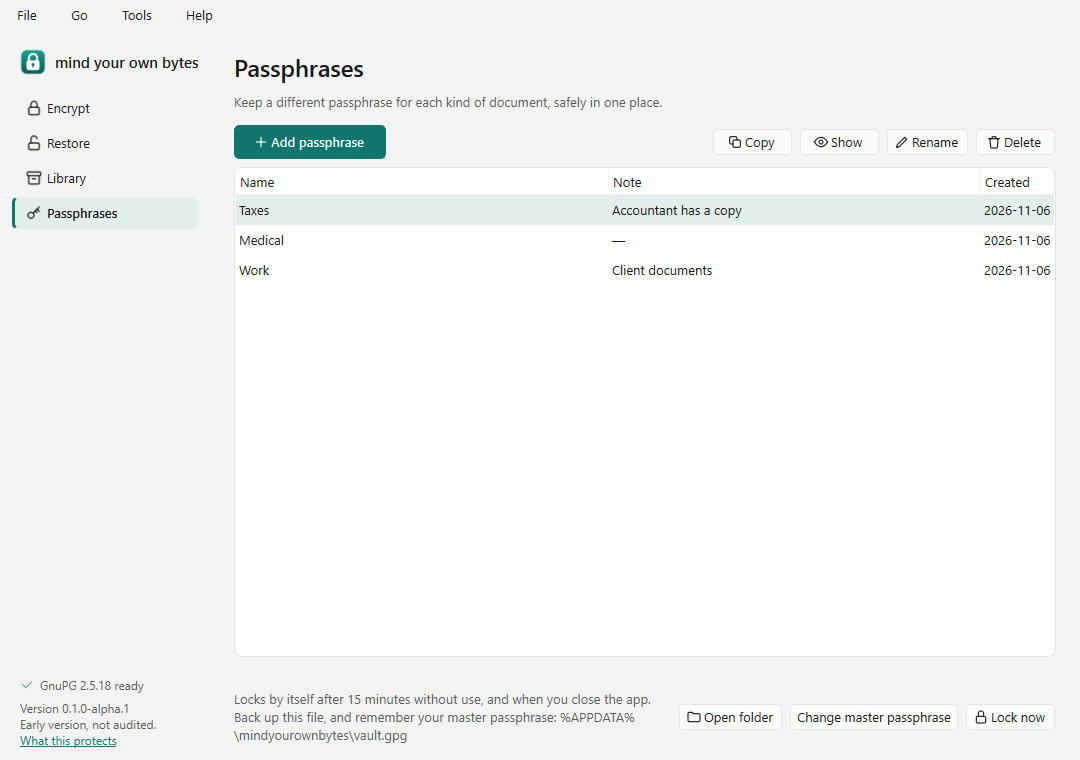 File Go Tools Help
mind your own bytes
Encrypt
Restore
Library
Passphrases
Passphrases
Keep a different passphrase for each kind of document, safely in one place.
+ Add passphrase
Copy Show Rename Delete
Name Note Created
Taxes Accountant has a copy 2026-11-06
Medical — 2026-11-06
Work Client documents 2026-11-06
GnuPG 2.5.18 ready
Version 0.1.0-alpha.1
Early version, not audited.
What this protects
Locks by itself after 15 minutes without use, and when you close the app.
Back up this file, and remember your master passphrase: %APPDATA%
\mindyourownbytes\vault.gpg
Open folder Change master passphrase Lock now